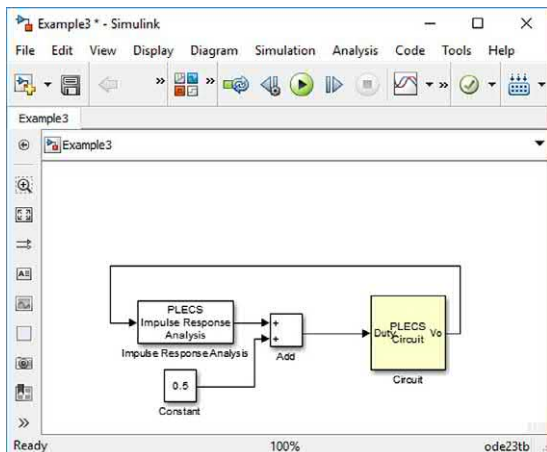 Example3 * - Simulink
File Edit View Display Diagram Simulation Analysis Code Tools Help
Example3
Example3
PLECS
Impulse Response
Analysis
Impulse Response Analysis
+
+
Add
Duty
PLECS
Circuit
Vo
Circuit
0.5
Constant
Ready 100% ode23tb